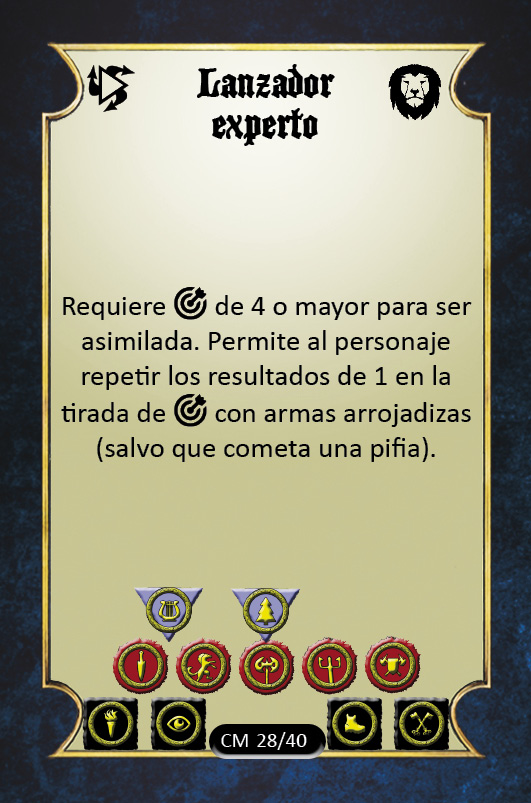 Lanzador
experto
Requiere de 4 o mayor para ser
asimilada. Permite al personaje
repetir los resultados de 1 en la
tirada de con armas arrojadizas
(salvo que cometa una pifia).
CM 28/40